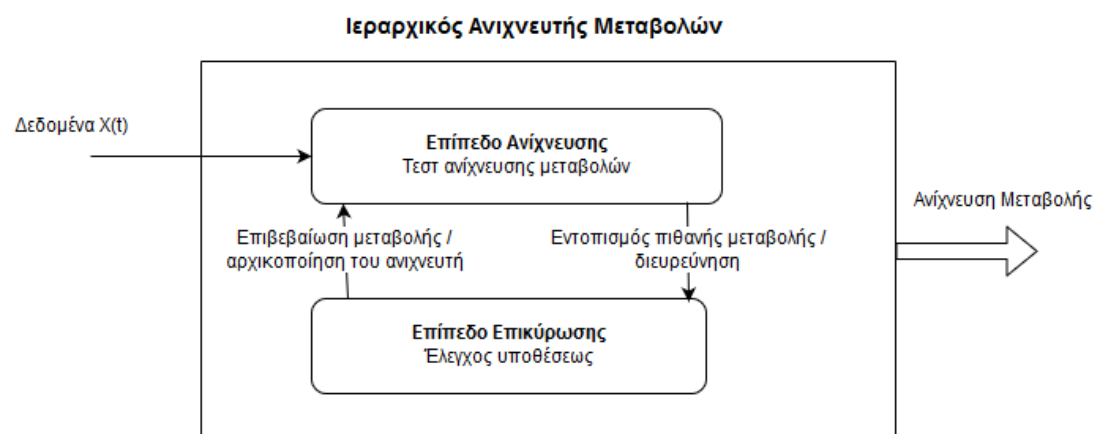 Ιεραρχικός Ανιχνευτής Μεταβολών
Δεδομένα X(t)
Επίπεδο Ανίχνευσης
Τεστ ανίχνευσης μεταβολών
Ανίχνευση Μεταβολής
Επιβεβαίωση μεταβολής /
αρχικοποίηση του ανιχνευτή
Εντοπισμός πιθανής μεταβολής /
διευρεύνηση
Επίπεδο Επικύρωσης
Έλεγχος υποθέσεως